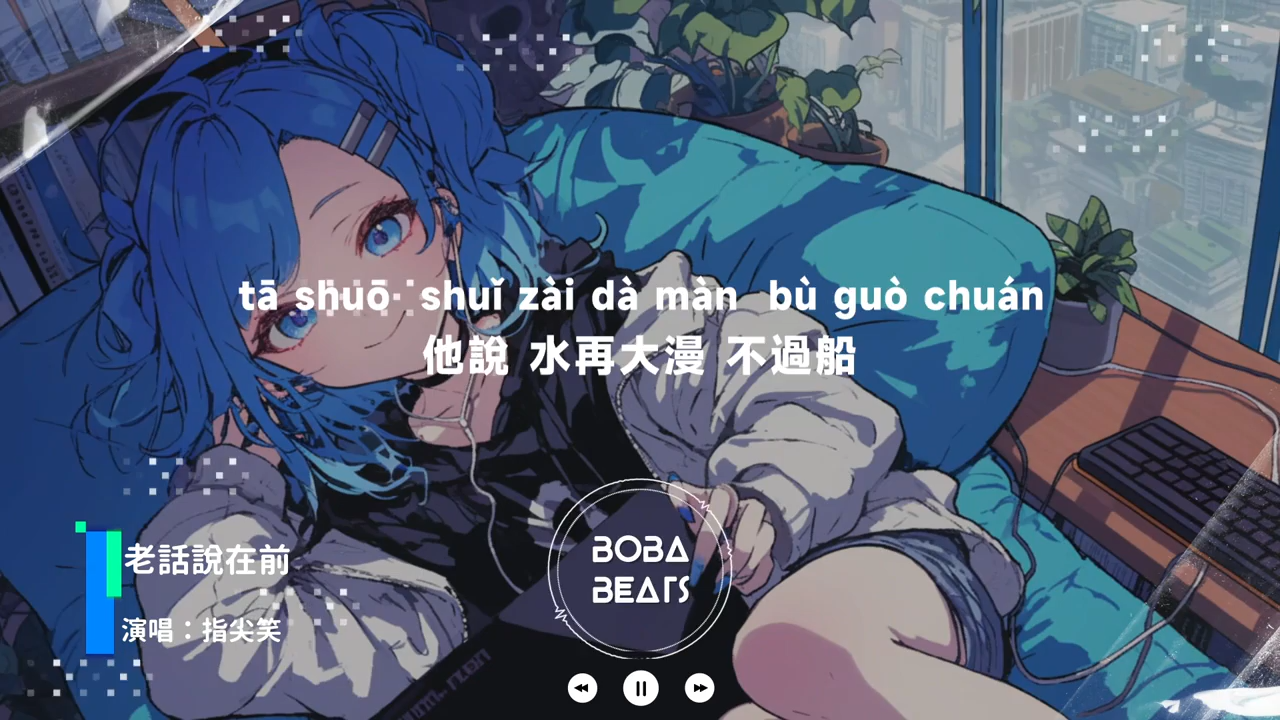 tā shuō  shuǐ zài dà màn  bù guò chuán
他說 水再大漫 不過船
老話說在前
演唱：指尖笑
BOBA
BEATS